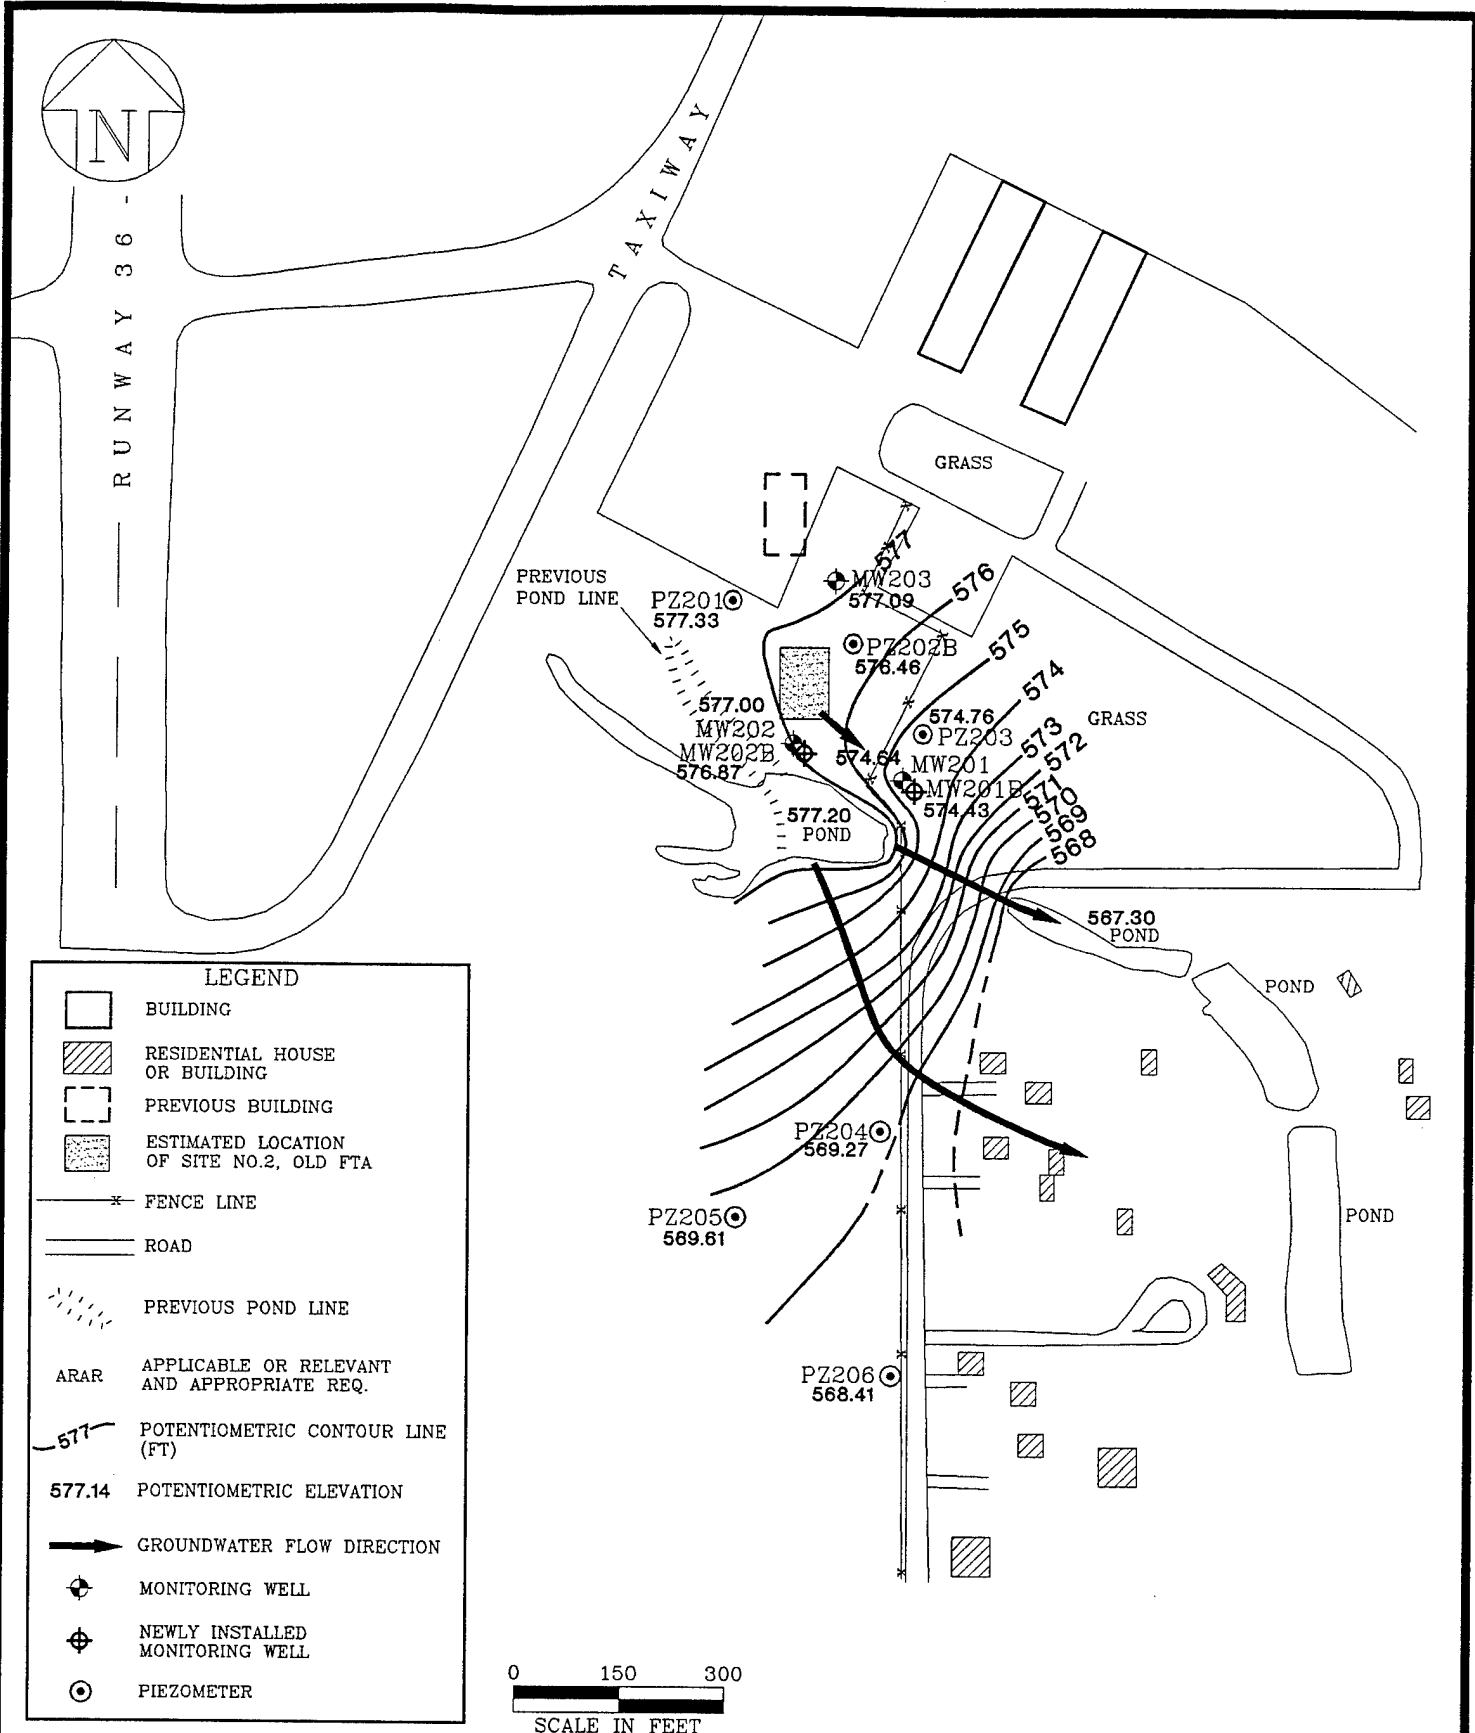 N
RUNWAY 36
TAXIWAY
GRASS
577
PREVIOUS
POND LINE
PZ201
577.33
MW203
577.09
576
PZ202B
576.46
575
574
577.00
MW202
MW202B
576.87
574.76
PZ203
GRASS
573
572
574.64
MW201
MW201B
574.43
571
570
569
568
577.20
POND
567.30
POND
POND
PZ204
569.27
PZ205
569.61
POND
PZ206
568.41
LEGEND
BUILDING
RESIDENTIAL HOUSE
OR BUILDING
PREVIOUS BUILDING
ESTIMATED LOCATION
OF SITE NO.2, OLD FTA
x FENCE LINE
ROAD
PREVIOUS POND LINE
ARAR APPLICABLE OR RELEVANT
AND APPROPRIATE REQ.
577 POTENTIOMETRIC CONTOUR LINE
(FT)
577.14 POTENTIOMETRIC ELEVATION
GROUNDWATER FLOW DIRECTION
MONITORING WELL
NEWLY INSTALLED
MONITORING WELL
PIEZOMETER
0 150 300
SCALE IN FEET